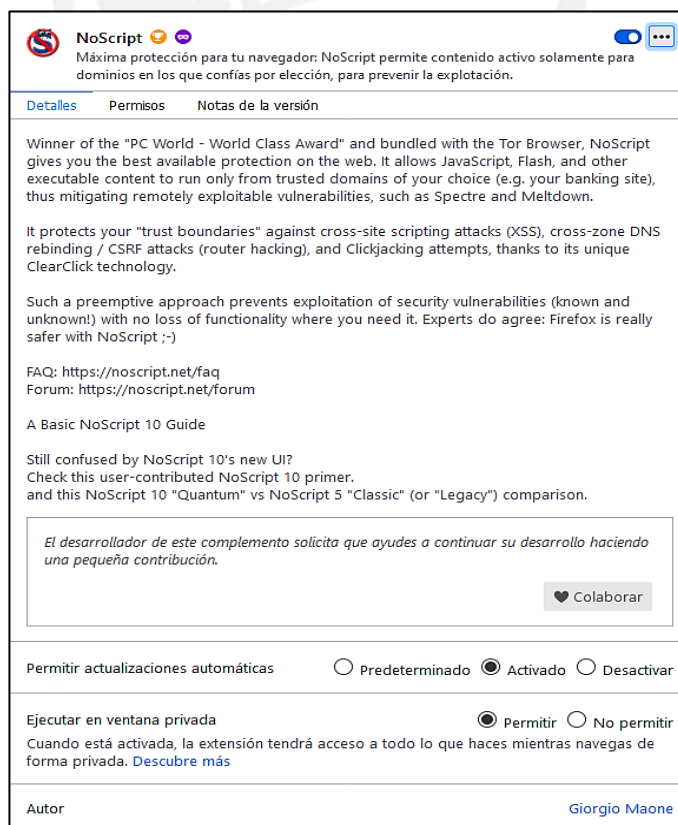 NoScript
Máxima protección para tu navegador: NoScript permite contenido activo solamente para
dominios en los que confías por elección, para prevenir la explotación.
Detalles Permisos Notas de la versión
Winner of the "PC World - World Class Award" and bundled with the Tor Browser, NoScript
gives you the best available protection on the web. It allows JavaScript, Flash, and other
executable content to run only from trusted domains of your choice (e.g. your banking site),
thus mitigating remotely exploitable vulnerabilities, such as Spectre and Meltdown.
It protects your "trust boundaries" against cross-site scripting attacks (XSS), cross-zone DNS
rebinding / CSRF attacks (router hacking), and Clickjacking attempts, thanks to its unique
ClearClick technology.
Such a preemptive approach prevents exploitation of security vulnerabilities (known and
unknown!) with no loss of functionality where you need it. Experts do agree: Firefox is really
safer with NoScript ;-)
FAQ: https://noscript.net/faq
Forum: https://noscript.net/forum
A Basic NoScript 10 Guide
Still confused by NoScript 10's new UI?
Check this user-contributed NoScript 10 primer.
and this NoScript 10 "Quantum" vs NoScript 5 "Classic" (or "Legacy") comparison.
El desarrollador de este complemento solicita que ayudes a continuar su desarrollo haciendo
una pequeña contribución.
Colaborar
Permitir actualizaciones automáticas Predeterminado Activado Desactivar
Ejecutar en ventana privada Permitir No permitir
Cuando está activada, la extensión tendrá acceso a todo lo que haces mientras navegas de
forma privada. Descubre más
Autor Giorgio Maone